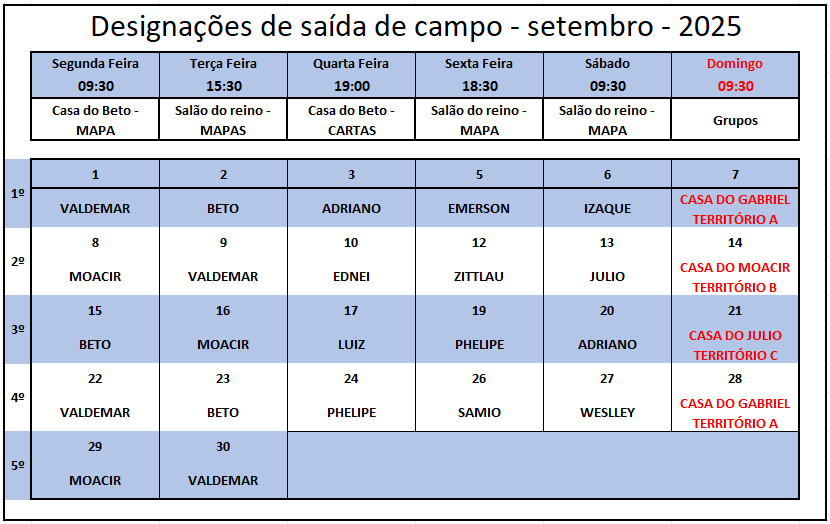 Designações de saída de campo - setembro - 2025
Segunda Feira Terça Feira Quarta Feira Sexta Feira Sábado Domingo
09:30 15:30 19:00 18:30 09:30 09:30
Casa do Beto - Salão do reino - Casa do Beto - Salão do reino - Salão do reino - Grupos
MAPA MAPAS CARTAS MAPA MAPA
1º
1 2 3 5 6 7
VALDEMAR BETO ADRIANO EMERSON IZAQUE CASA DO GABRIEL
TERRITÓRIO A
2º
8 9 10 12 13 14
MOACIR VALDEMAR EDNEI ZITTLAU JULIO CASA DO MOACIR
TERRITÓRIO B
3º
15 16 17 19 20 21
BETO MOACIR LUIZ PHELIPE ADRIANO CASA DO JULIO
TERRITÓRIO C
4º
22 23 24 26 27 28
VALDEMAR BETO PHELIPE SAMIO WESLLEY CASA DO GABRIEL
TERRITÓRIO A
5º
29 30
MOACIR VALDEMAR